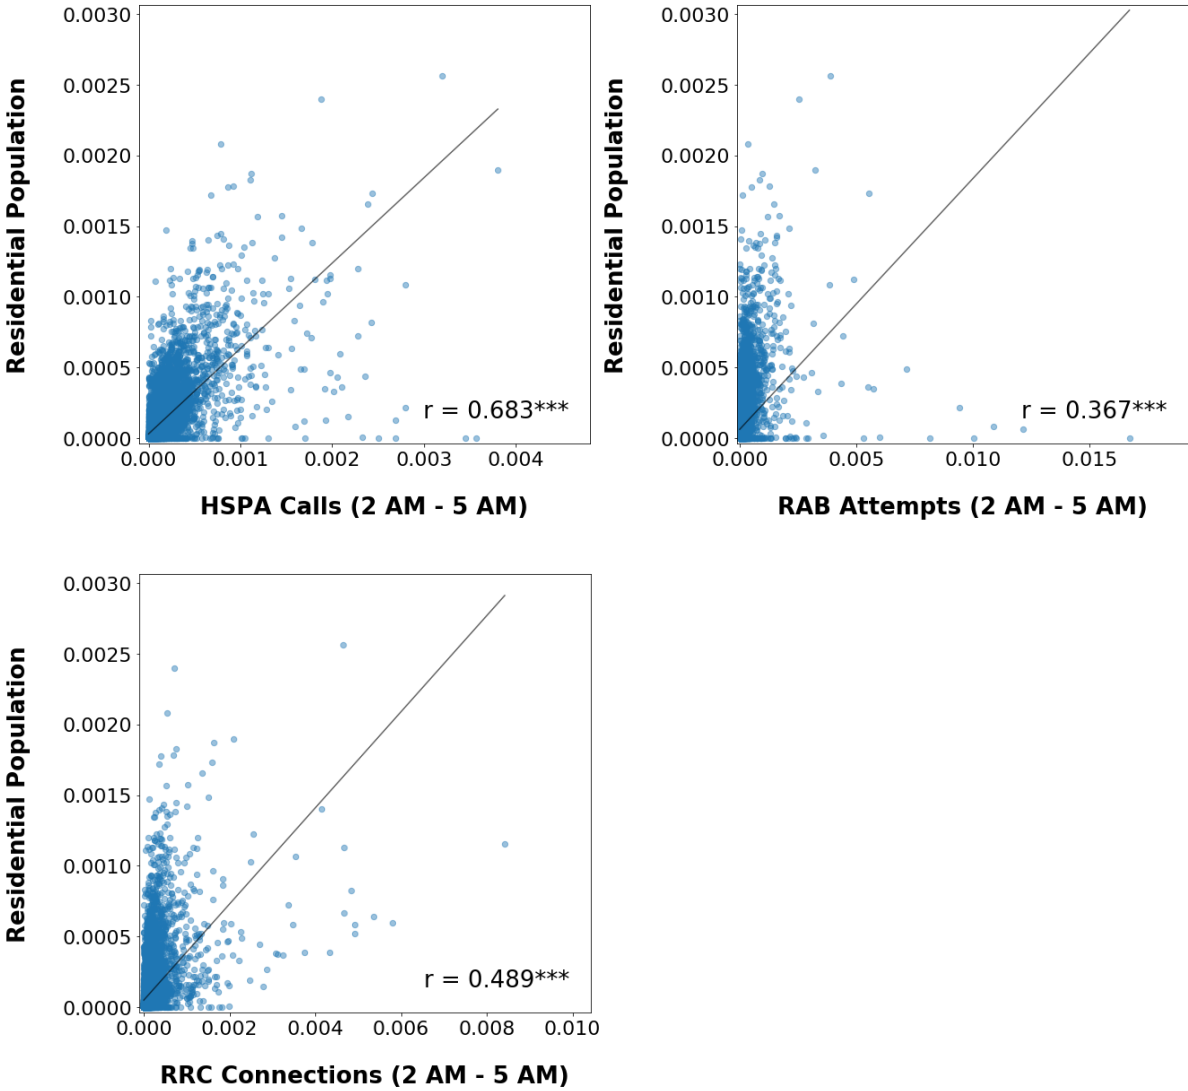 0.0030
0.0025
0.0020
0.0015
0.0010
0.0005
0.0000
Residential Population
r = 0.683***
0.000 0.001 0.002 0.003 0.004
HSPA Calls (2 AM - 5 AM)
0.0030
0.0025
0.0020
0.0015
0.0010
0.0005
0.0000
Residential Population
r = 0.367***
0.000 0.005 0.010 0.015
RAB Attempts (2 AM - 5 AM)
0.0030
0.0025
0.0020
0.0015
0.0010
0.0005
0.0000
Residential Population
r = 0.489***
0.000 0.002 0.004 0.006 0.008 0.010
RRC Connections (2 AM - 5 AM)